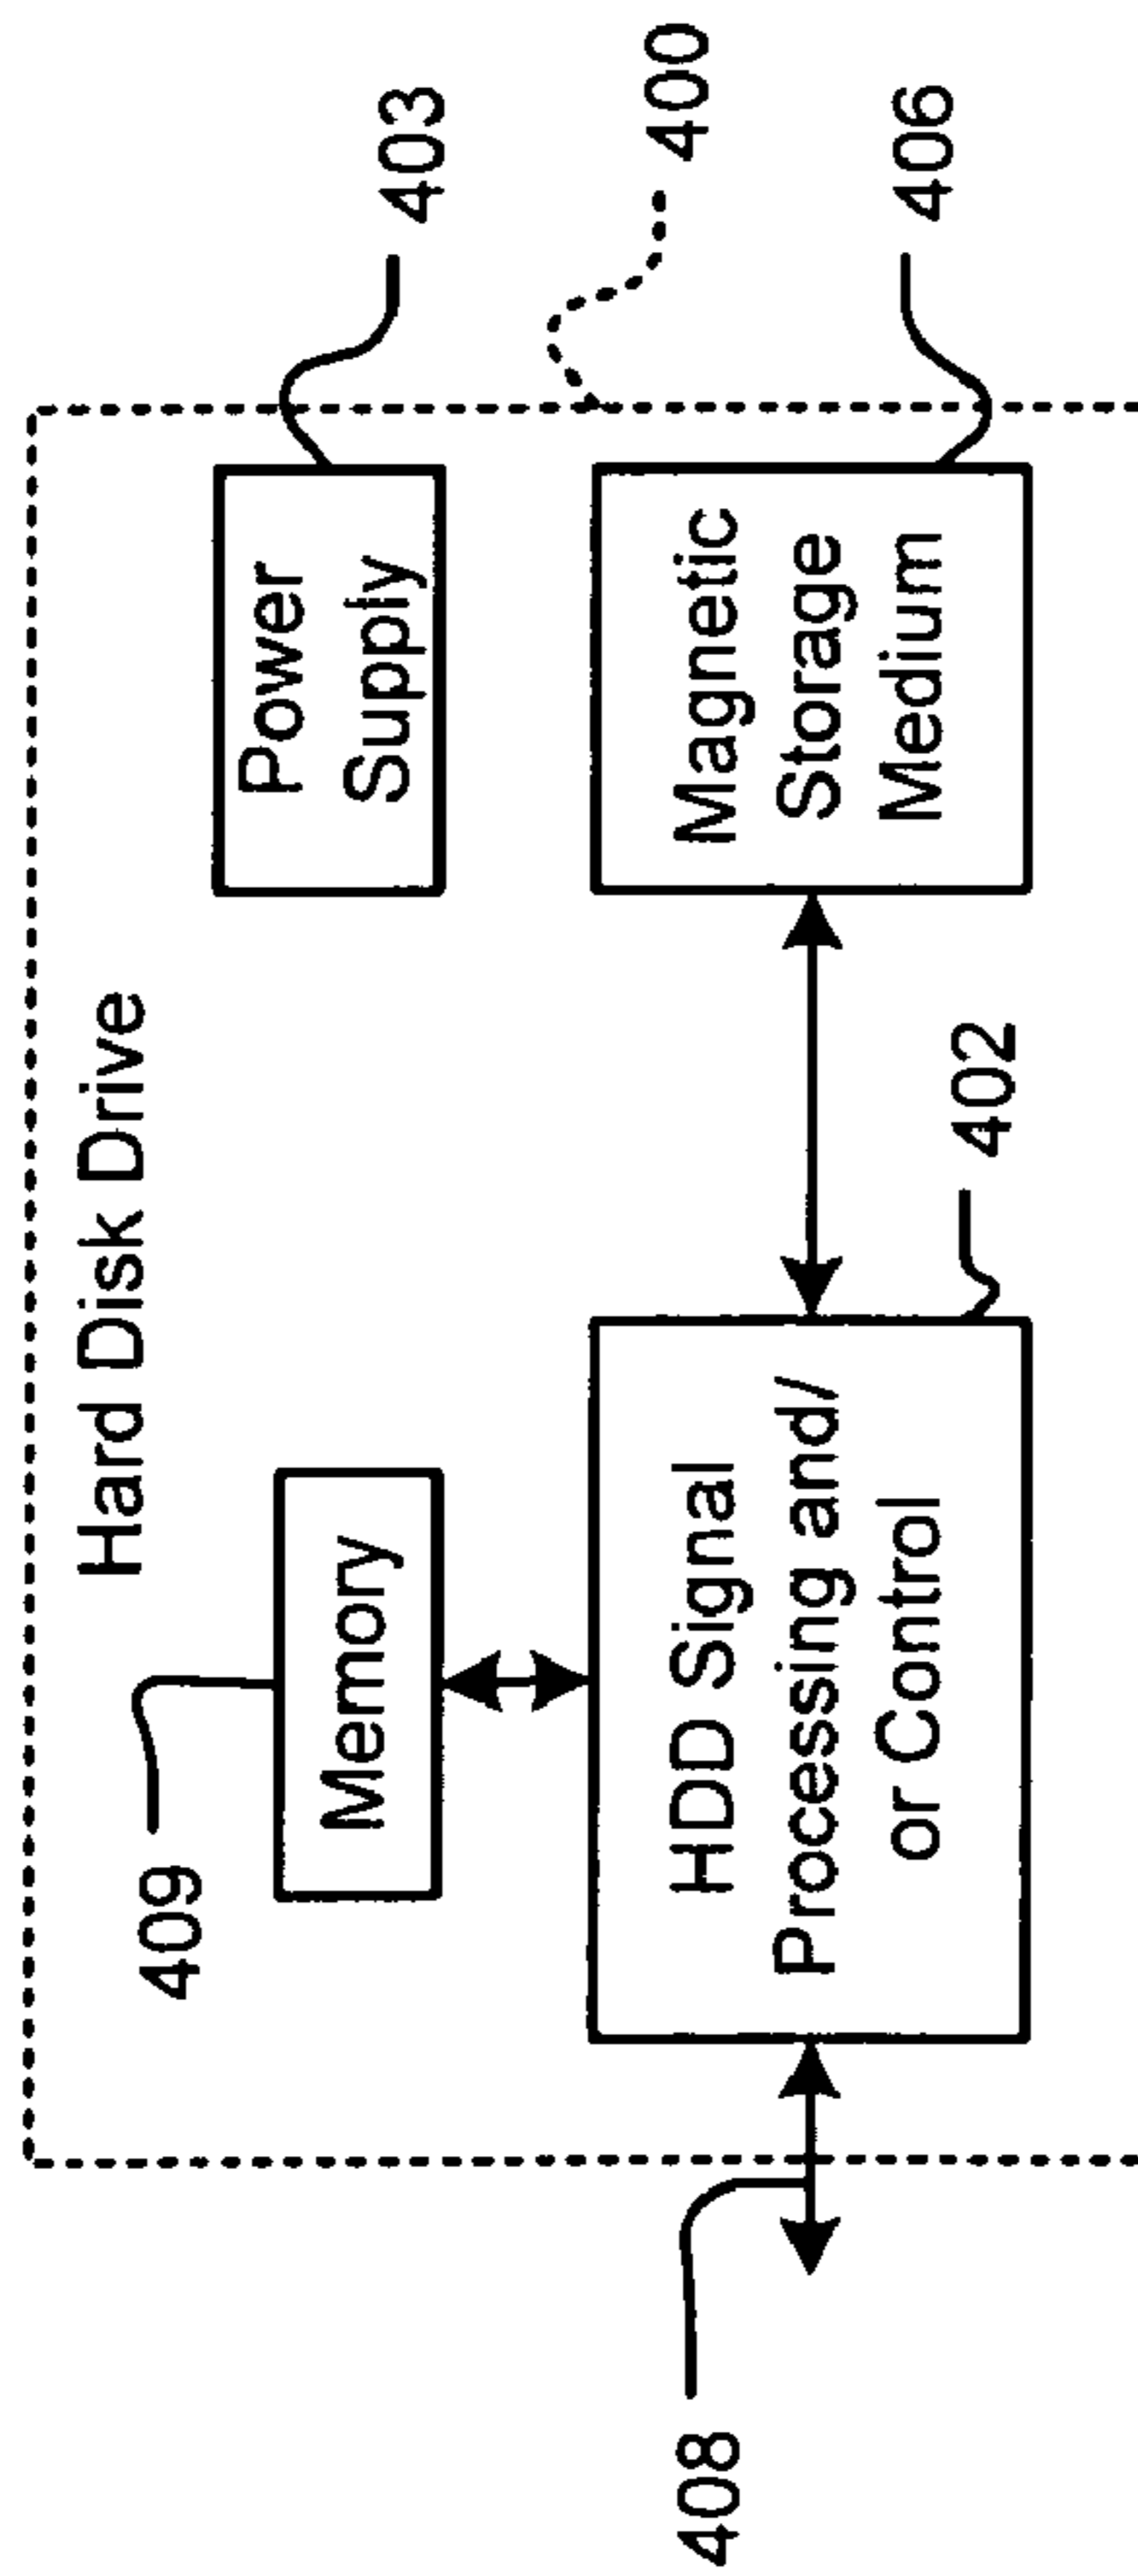 Hard Disk Drive
409
Memory
Power
Supply
403
400
408
HDD Signal
Processing and/
or Control
402
Magnetic
Storage
Medium
406